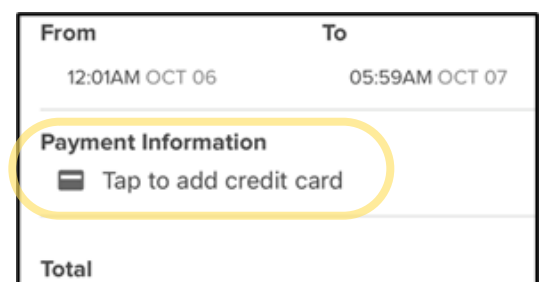 From To
12:01AM OCT 06 05:59AM OCT 07
Payment Information
Tap to add credit card
Total